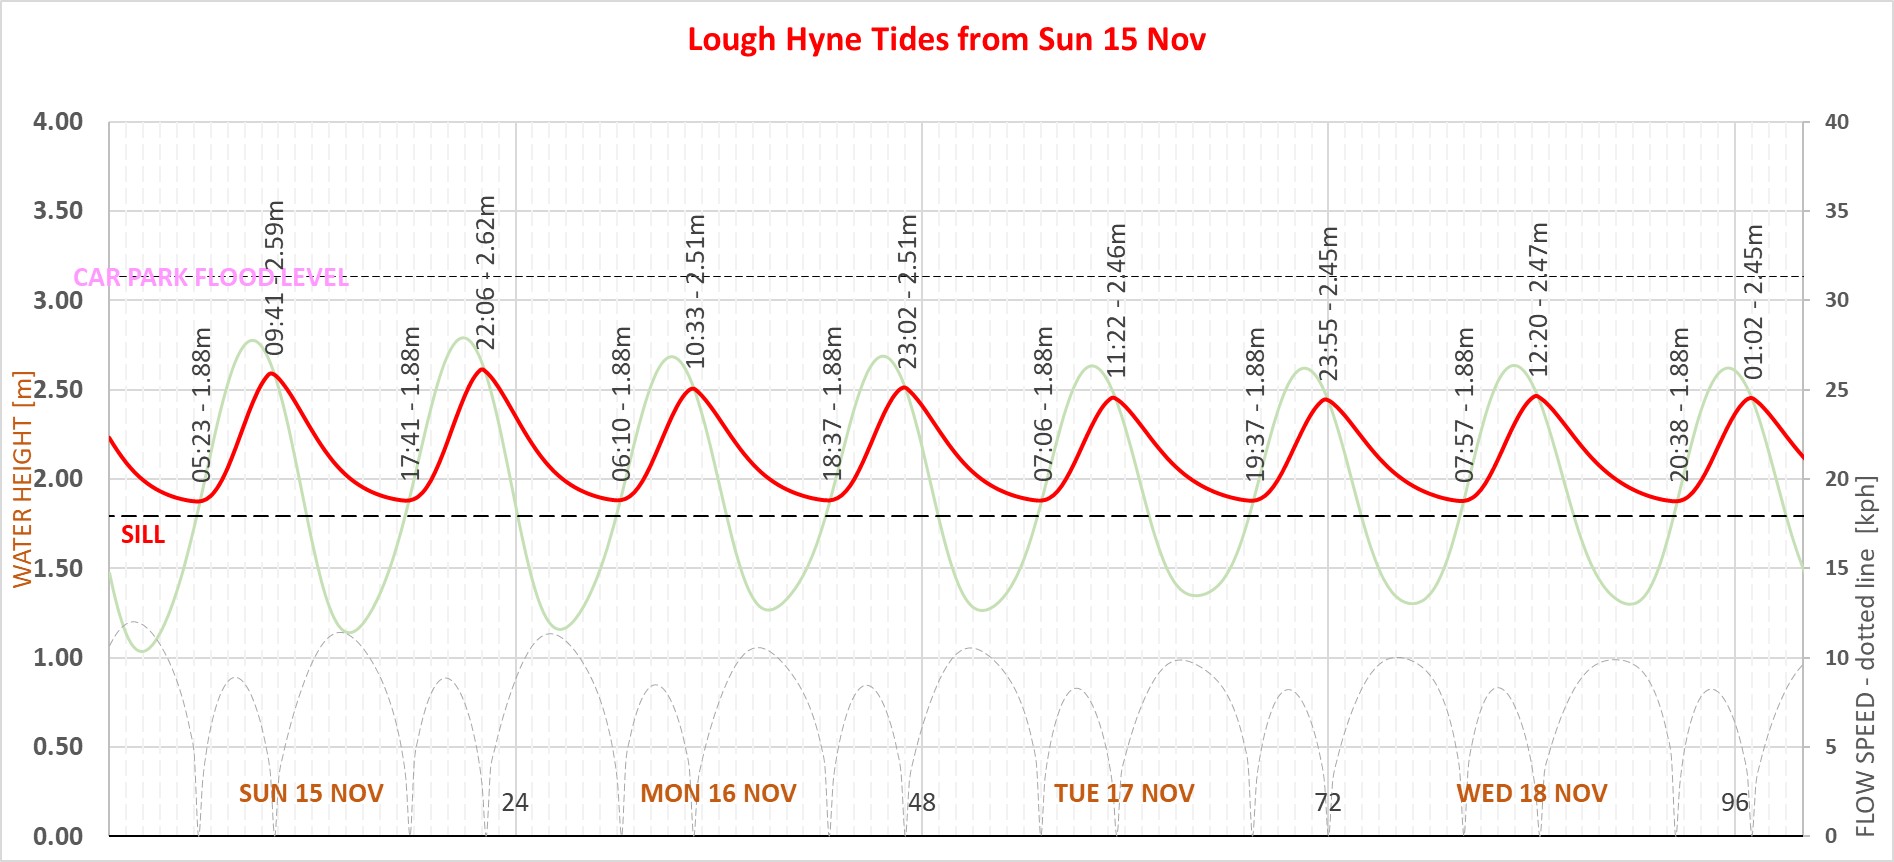 Lough Hyne Tides from Sun 15 Nov
4.00
3.50
3.00
2.50
2.00
1.50
1.00
0.50
0.00
WATER HEIGHT [m]
40
35
30
25
20
15
10
5
0
FLOW SPEED - dotted line [kph]
CAR PARK FLOOD LEVEL
SILL
05:23 - 1.88m
09:41 - 2.59m
17:41 - 1.88m
22:06 - 2.62m
06:10 - 1.88m
10:33 - 2.51m
18:37 - 1.88m
23:02 - 2.51m
07:06 - 1.88m
11:22 - 2.46m
19:37 - 1.88m
23:55 - 2.45m
07:57 - 1.88m
12:20 - 2.47m
20:38 - 1.88m
01:02 - 2.45m
SUN 15 NOV
24
MON 16 NOV
48
TUE 17 NOV
72
WED 18 NOV
96